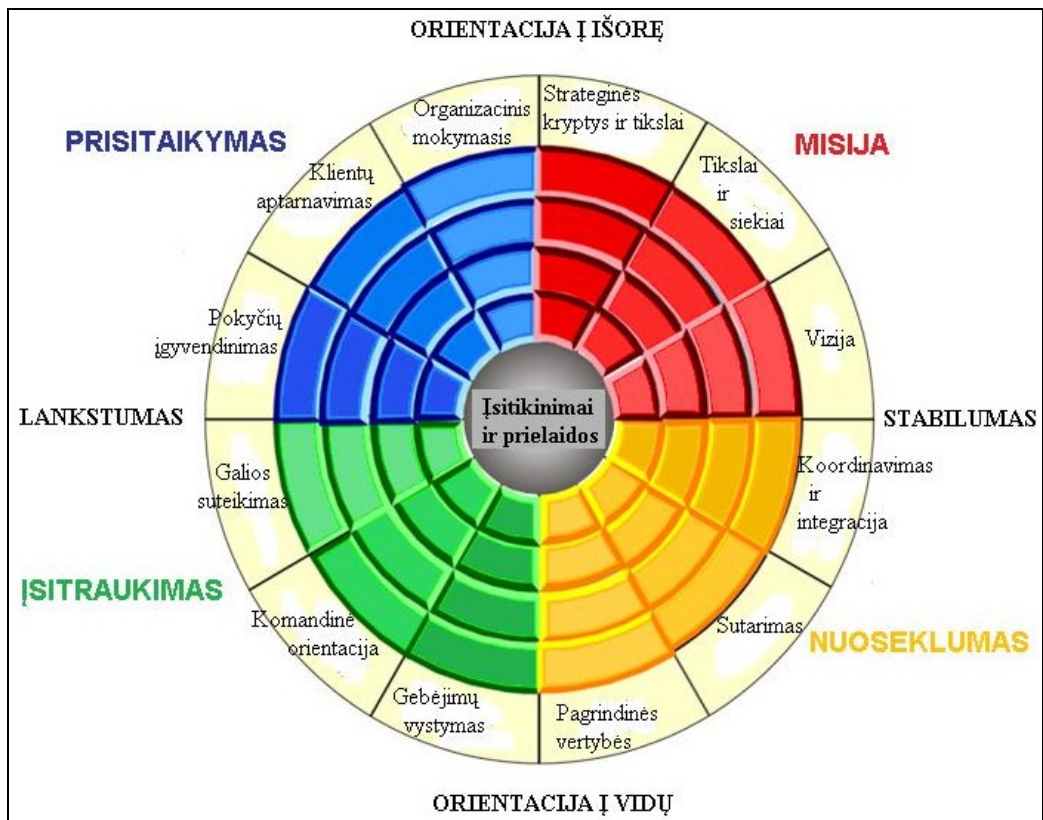 ORIENTACIJA Į IŠORĘ
PRISITAIKYMAS
MISIJA
Organizacinis
mokymasis
Strateginės
kryptys ir tikslai
Klientų
aptarnavimas
Tikslai
ir
siekiai
Pokyčių
įgyvendinimas
Vizija
LANKSTUMAS
Įsitikinimai
ir prielaidos
STABILUMAS
Galios
suteikimas
Koordinavimas
ir
integracija
ĮSITRAUKIMAS
Komandinė
orientacija
Sutarimas
NUOSEKLUMAS
Gebėjimų
vystymas
Pagrindinės
vertybės
ORIENTACIJA Į VIDŲ